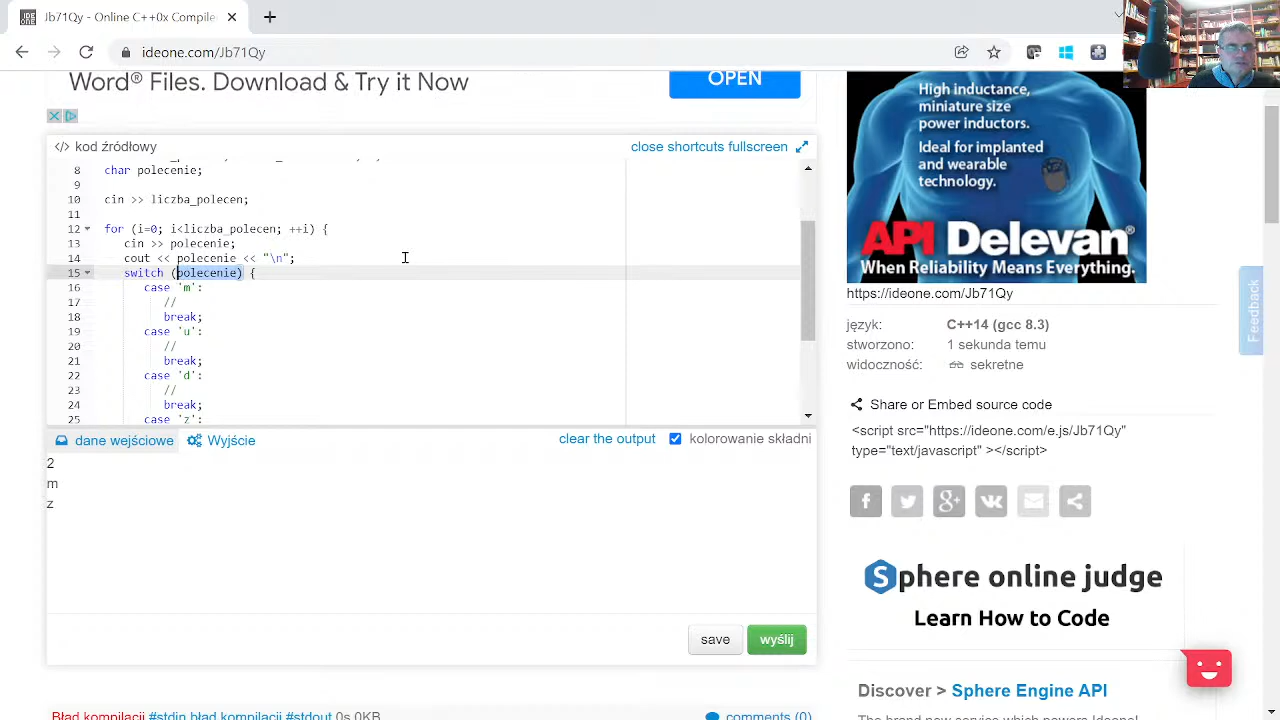 Jb71Qy - Online C++0x Compile
ideone.com/Jb71Qy
Word® Files. Download & Try it Now
OPEN
</> kod źródłowy
close shortcuts fullscreen
8 char polecenie;
9
10 cin >> liczba_polecen;
11
12 for (i=0; i<liczba_polecen; ++i) {
13 cin >> polecenie;
14 cout << polecenie << "\n";
15 switch (polecenie) {
16 case 'm':
17 //
18 break;
19 case 'u':
20 //
21 break;
22 case 'd':
23 //
24 break;
25 case 'z':
dane wejściowe
Wyjście
clear the output
kolorowanie składni
2
m
z
save
wyślij
Błąd kompilacji #stdin błąd kompilacji #stdout 0s 0KB
comments (0)
High inductance,
miniature size
power inductors.
Ideal for implanted
and wearable
technology.
API Delevan®
When Reliability Means Everything.
https://ideone.com/Jb71Qy
język: C++14 (gcc 8.3)
stworzono: 1 sekunda temu
widoczność: sekretne
Share or Embed source code
<script src="https://ideone.com/e.js/Jb71Qy"
type="text/javascript" ></script>
Sphere online judge
Learn How to Code
Discover > Sphere Engine API
The brand new service which powers Ideone!
Feedback